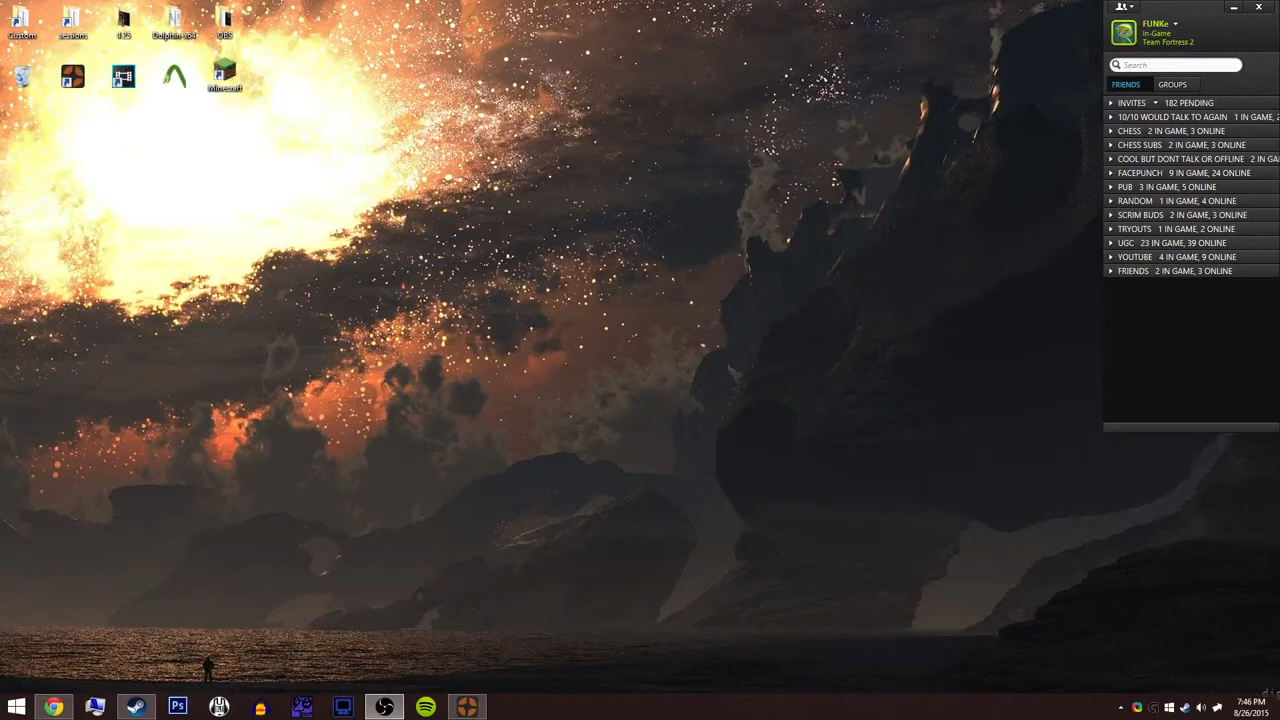 Custom
sessions
4.75
Dolphin-x64
OBS
Minecraft
FUNKe
In-Game
Team Fortress 2
Search
FRIENDS
GROUPS
INVITES 182 PENDING
10/10 WOULD TALK TO AGAIN 1 IN GAME, 2
CHESS 2 IN GAME, 3 ONLINE
CHESS SUBS 2 IN GAME, 3 ONLINE
COOL BUT DONT TALK OR OFFLINE 2 IN GA
FACEPUNCH 9 IN GAME, 24 ONLINE
PUB 3 IN GAME, 5 ONLINE
RANDOM 1 IN GAME, 4 ONLINE
SCRIM BUDS 2 IN GAME, 3 ONLINE
TRYOUTS 1 IN GAME, 2 ONLINE
UGC 23 IN GAME, 39 ONLINE
YOUTUBE 4 IN GAME, 9 ONLINE
FRIENDS 2 IN GAME, 3 ONLINE
Ps
7:46 PM
8/26/2015